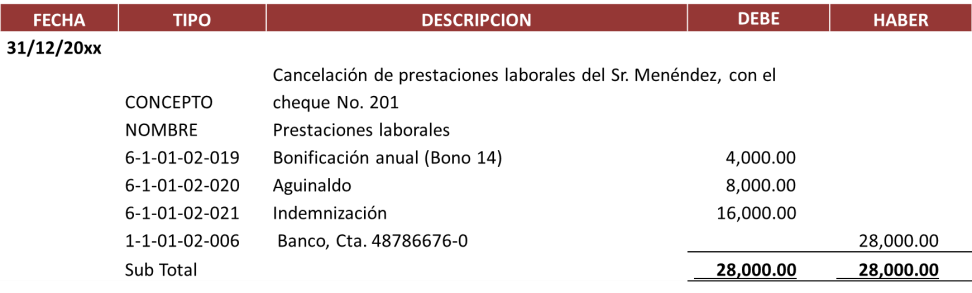 FECHA TIPO DESCRIPCION DEBE HABER
31/12/20xx
Cancelación de prestaciones laborales del Sr. Menéndez, con el
CONCEPTO cheque No. 201
NOMBRE Prestaciones laborales
6-1-01-02-019 Bonificación anual (Bono 14) 4,000.00
6-1-01-02-020 Aguinaldo 8,000.00
6-1-01-02-021 Indemnización 16,000.00
1-1-01-02-006 Banco, Cta. 48786676-0 28,000.00
Sub Total 28,000.00 28,000.00